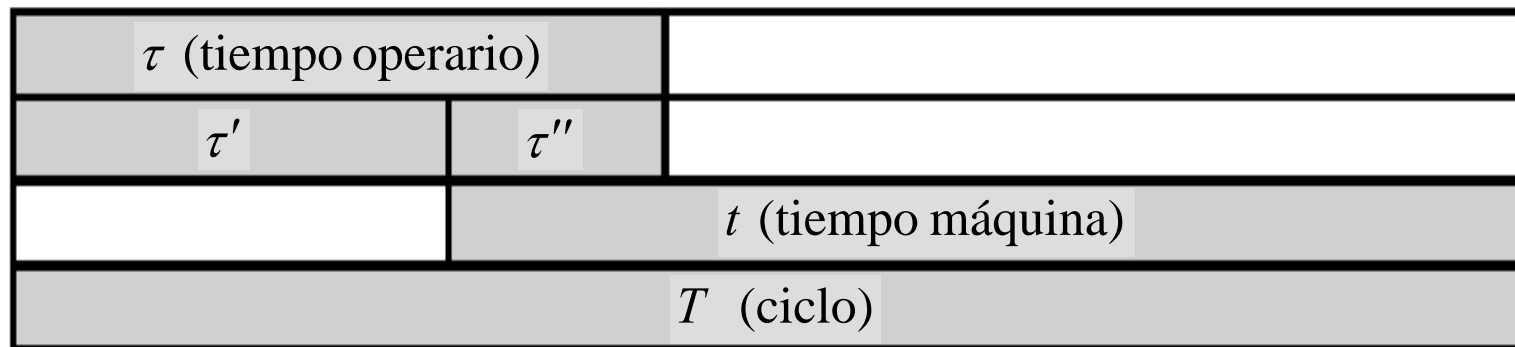 τ (tiempo operario)
τ′ τ″
t (tiempo máquina)
T (ciclo)